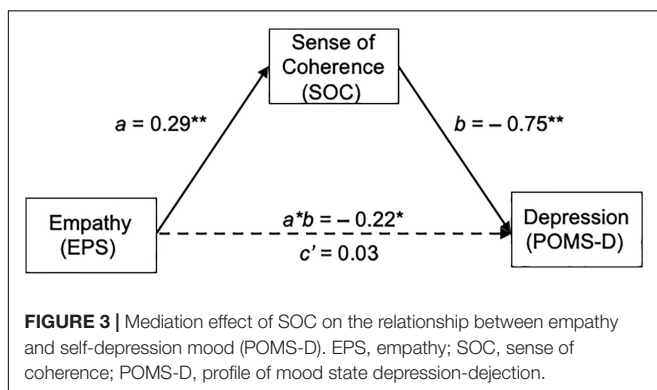 Sense of
Coherence
(SOC)
a = 0.29**
b = – 0.75**
Empathy
(EPS)
a*b = – 0.22*
c' = 0.03
Depression
(POMS-D)
FIGURE 3 | Mediation effect of SOC on the relationship between empathy
and self-depression mood (POMS-D). EPS, empathy; SOC, sense of
coherence; POMS-D, profile of mood state depression-dejection.